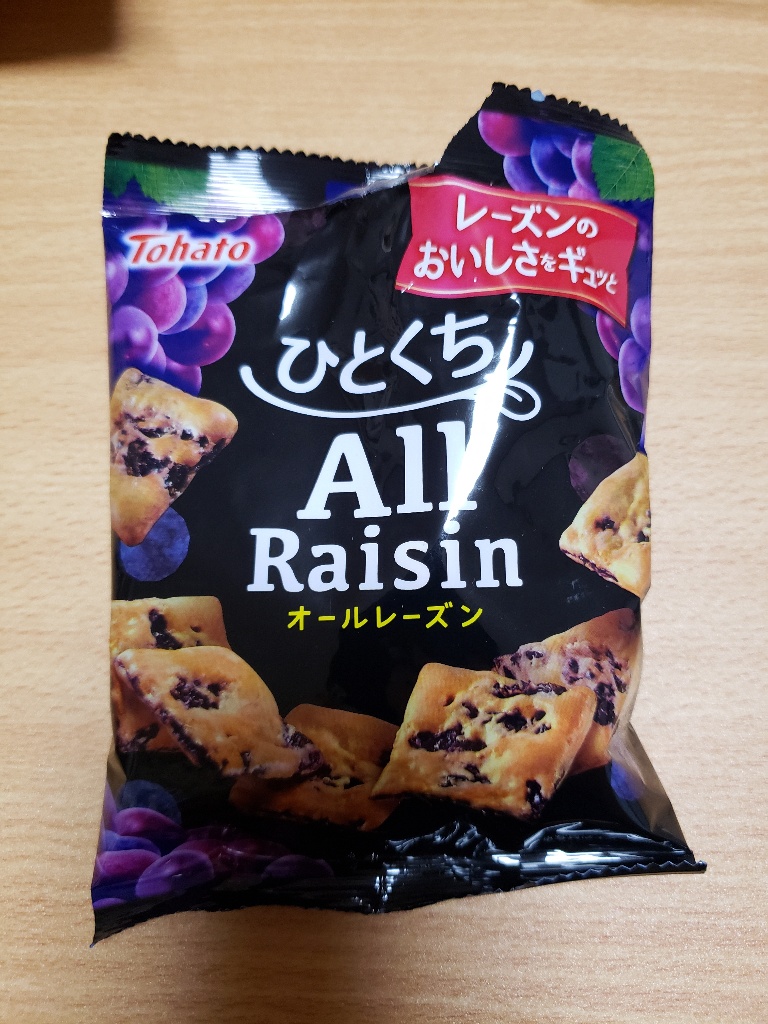 Tohato
レーズンの
おいしさをギュッと
ひとくち
All
Raisin
オールレーズン